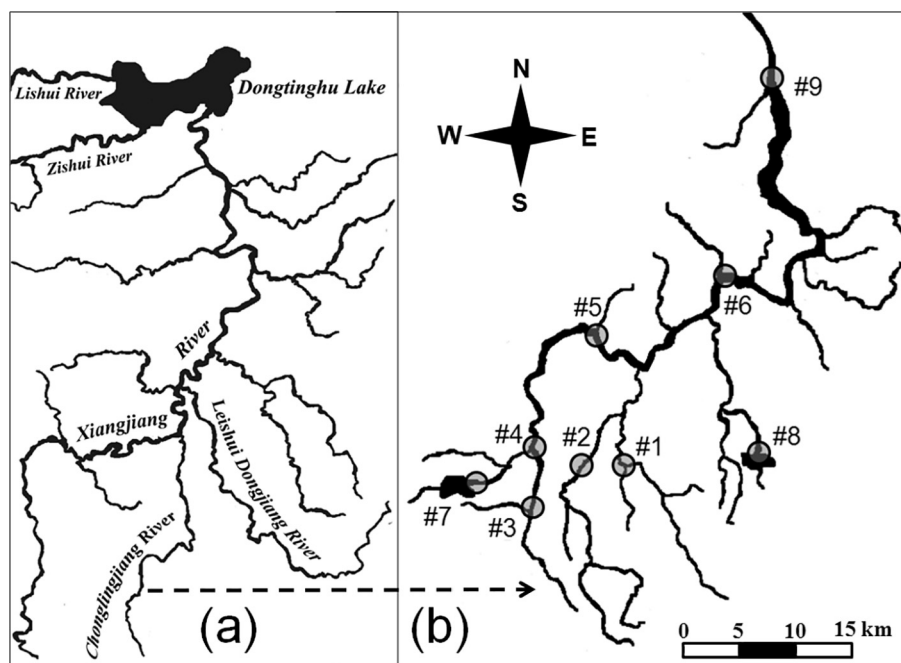 Lishui River
Dongtinghu Lake
Zishui River
River
Xiangjiang
Leishui Dongjiang River
Chonglingjiang River
(a)
N
W
E
S
#9
#6
#5
#4
#2
#1
#8
#7
#3
(b)
0 5 10 15 km